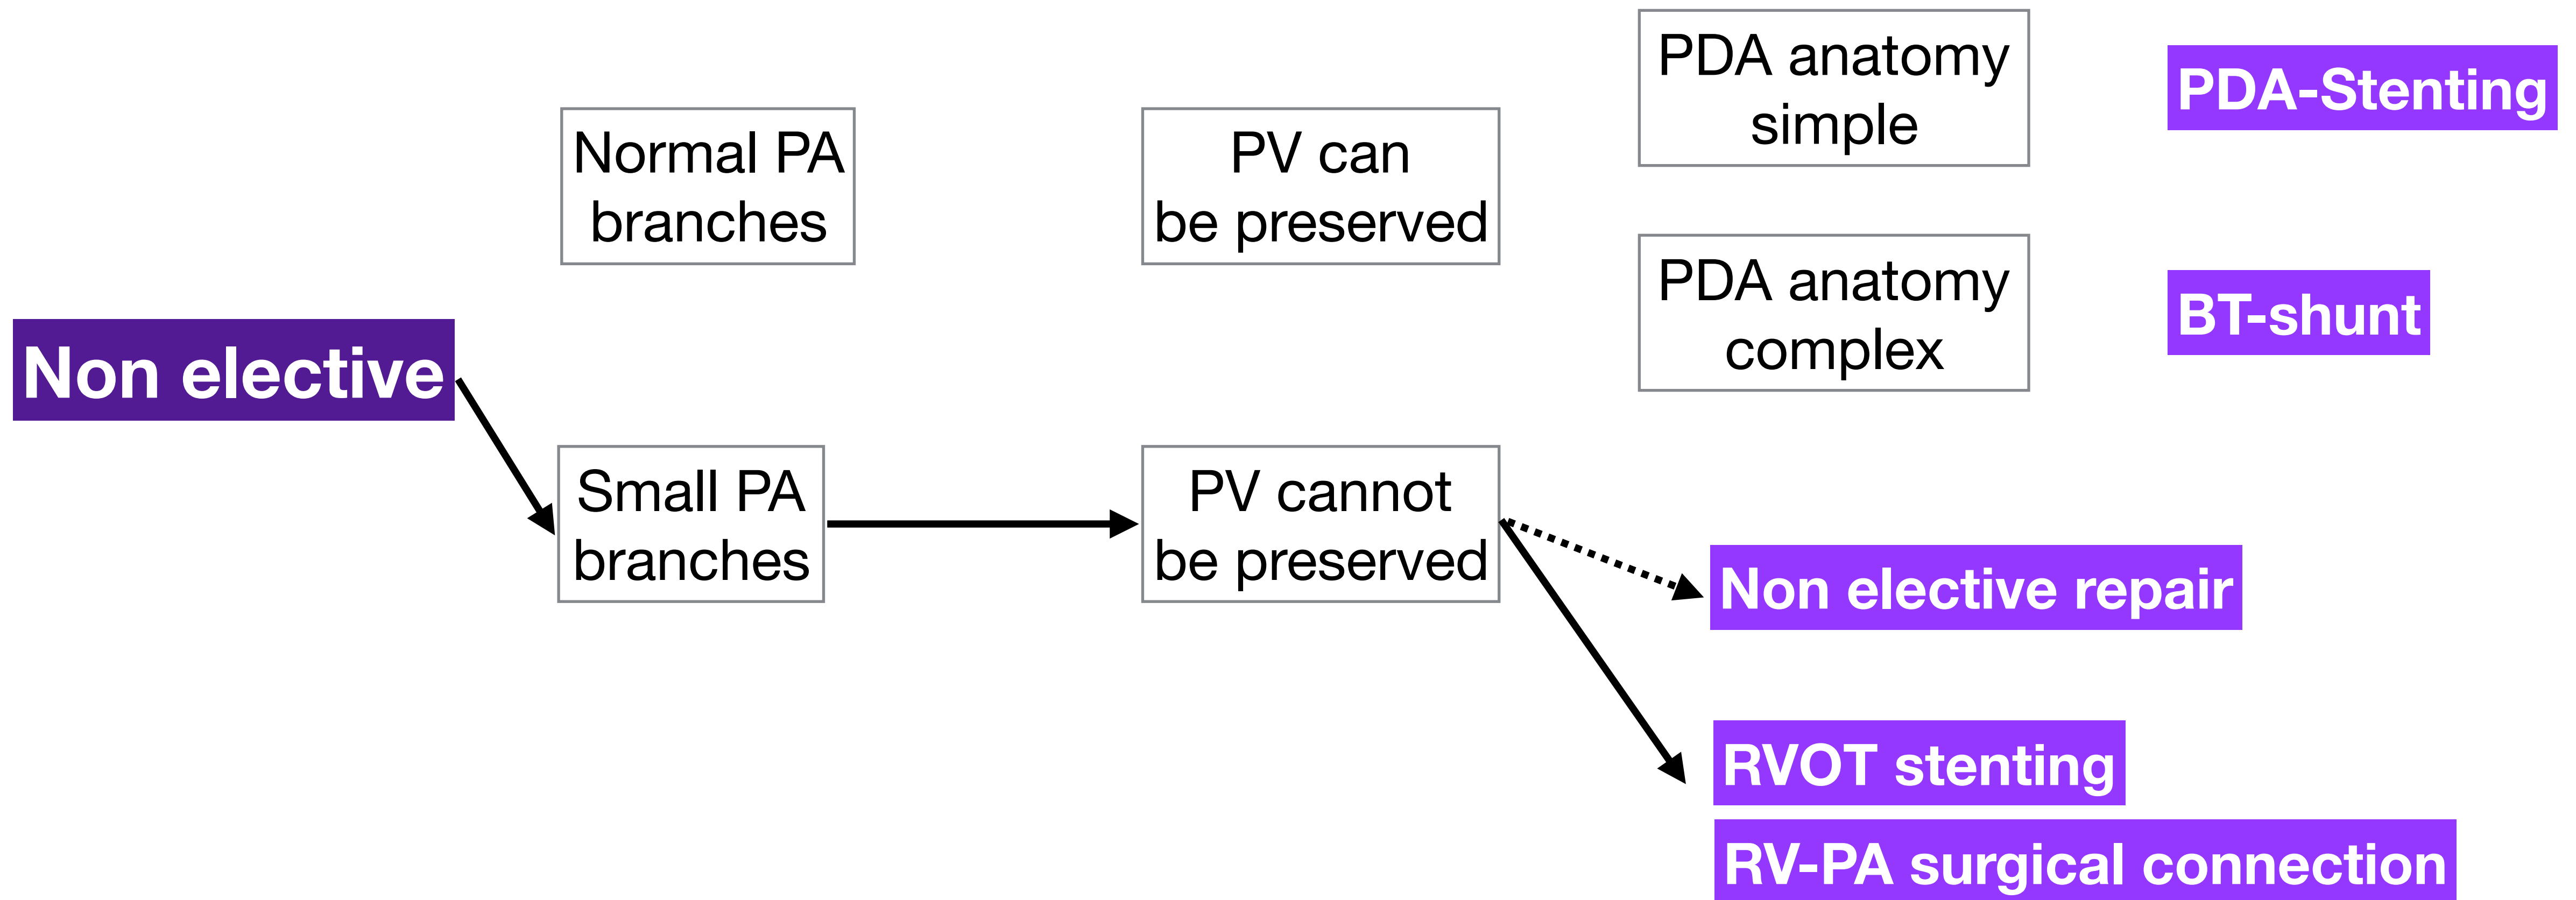 Non elective
Normal PA
branches
Small PA
branches
PV can
be preserved
PV cannot
be preserved
PDA anatomy
simple
PDA anatomy
complex
PDA-Stenting
BT-shunt
Non elective repair
RVOT stenting
RV-PA surgical connection